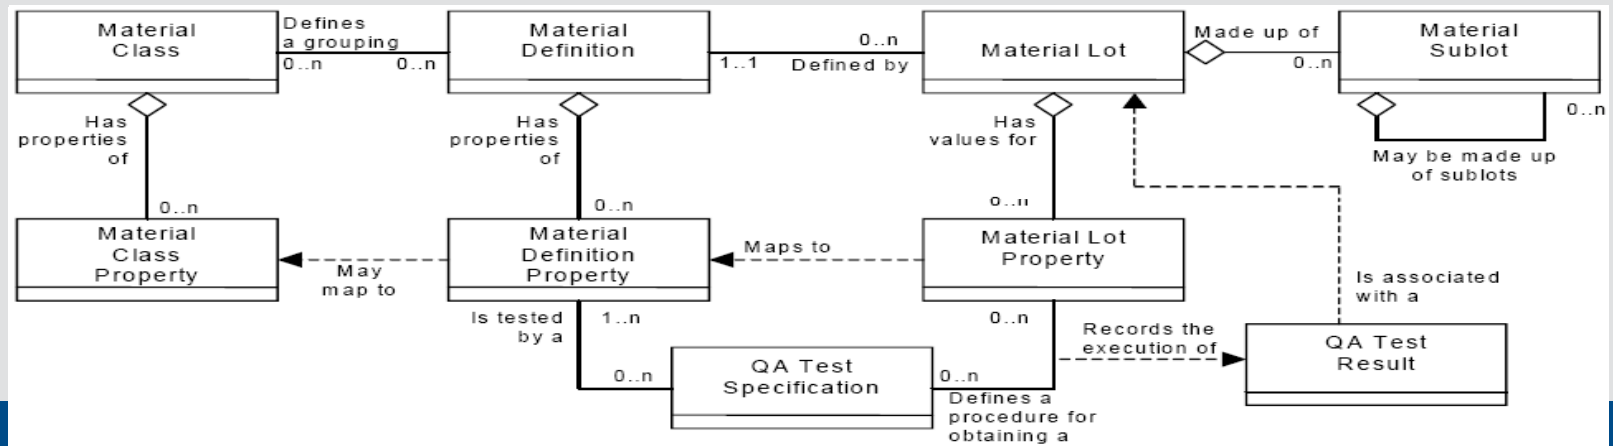 Material
Class
Defines
a grouping
0..n
0..n
Material
Definition
1..1
0..n
Defined by
Material Lot
Made up of
0..n
Material
Sublot
Has
properties
of
0..n
Has
properties
of
0..n
Has
values for
0..n
0..n
May be made up
of sublots
Material
Class
Property
May
map to
Material
Definition
Property
Maps to
Material Lot
Property
Is associated
with a
Is tested
by a
1..n
0..n
QA Test
Specification
0..n
0..n
Defines a
procedure for
obtaining a
Records the
execution of
QA Test
Result